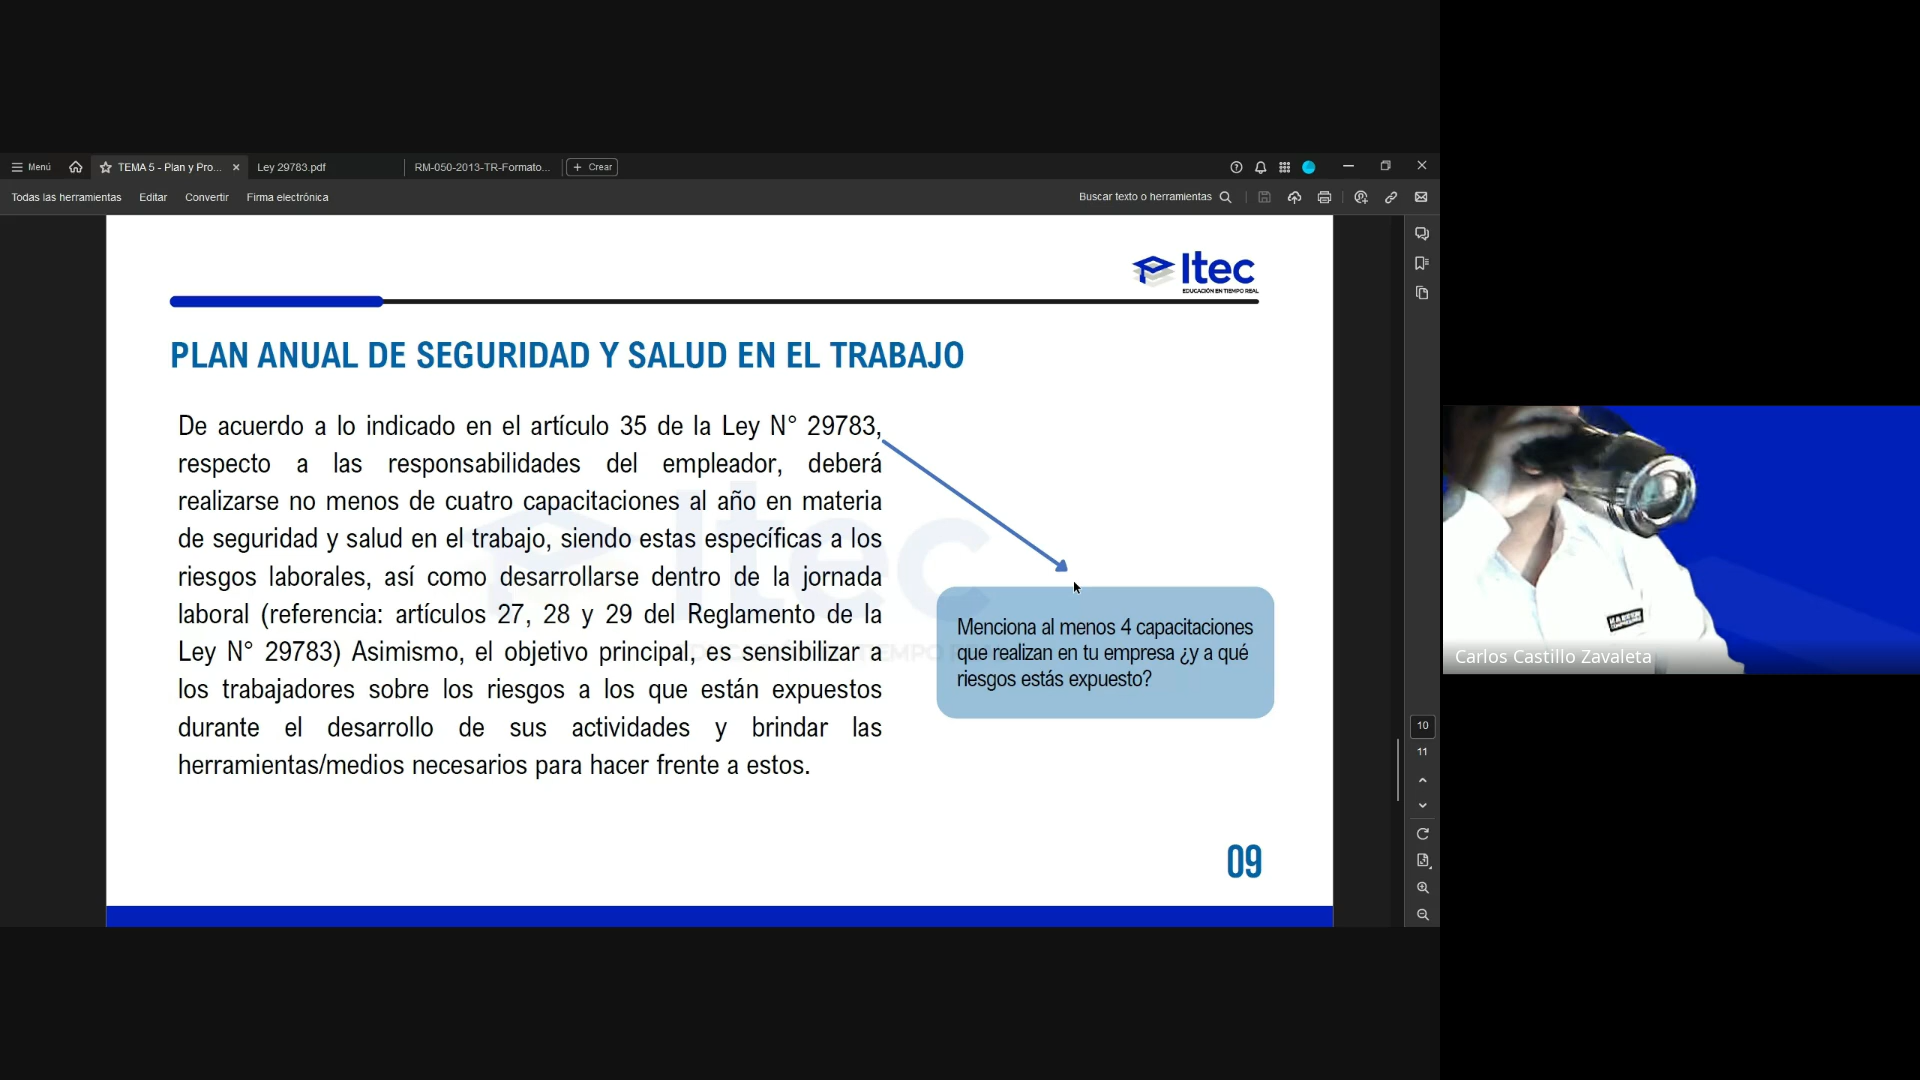 Menú
TEMA 5 - Plan y Pro...
Ley 29783.pdf
RM-050-2013-TR-Formato...
+ Crear
Todas las herramientas
Editar
Convertir
Firma electrónica
Buscar texto o herramientas
Itec
EDUCACIÓN EN TIEMPO REAL
PLAN ANUAL DE SEGURIDAD Y SALUD EN EL TRABAJO
De acuerdo a lo indicado en el artículo 35 de la Ley N° 29783,
respecto a las responsabilidades del empleador, deberá
realizarse no menos de cuatro capacitaciones al año en materia
de seguridad y salud en el trabajo, siendo estas específicas a los
riesgos laborales, así como desarrollarse dentro de la jornada
laboral (referencia: artículos 27, 28 y 29 del Reglamento de la
Ley N° 29783) Asimismo, el objetivo principal, es sensibilizar a
los trabajadores sobre los riesgos a los que están expuestos
durante el desarrollo de sus actividades y brindar las
herramientas/medios necesarios para hacer frente a estos.
Menciona al menos 4 capacitaciones
que realizan en tu empresa ¿y a qué
riesgos estás expuesto?
09
10
11
Carlos Castillo Zavaleta